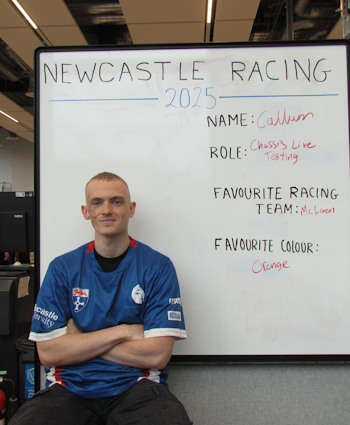 NEWCASTLE RACING
2025
NAME: Callum
ROLE: Chassis Live
Testing
FAVOURITE RACING
TEAM: McLaren
FAVOURITE COLOUR:
Orange